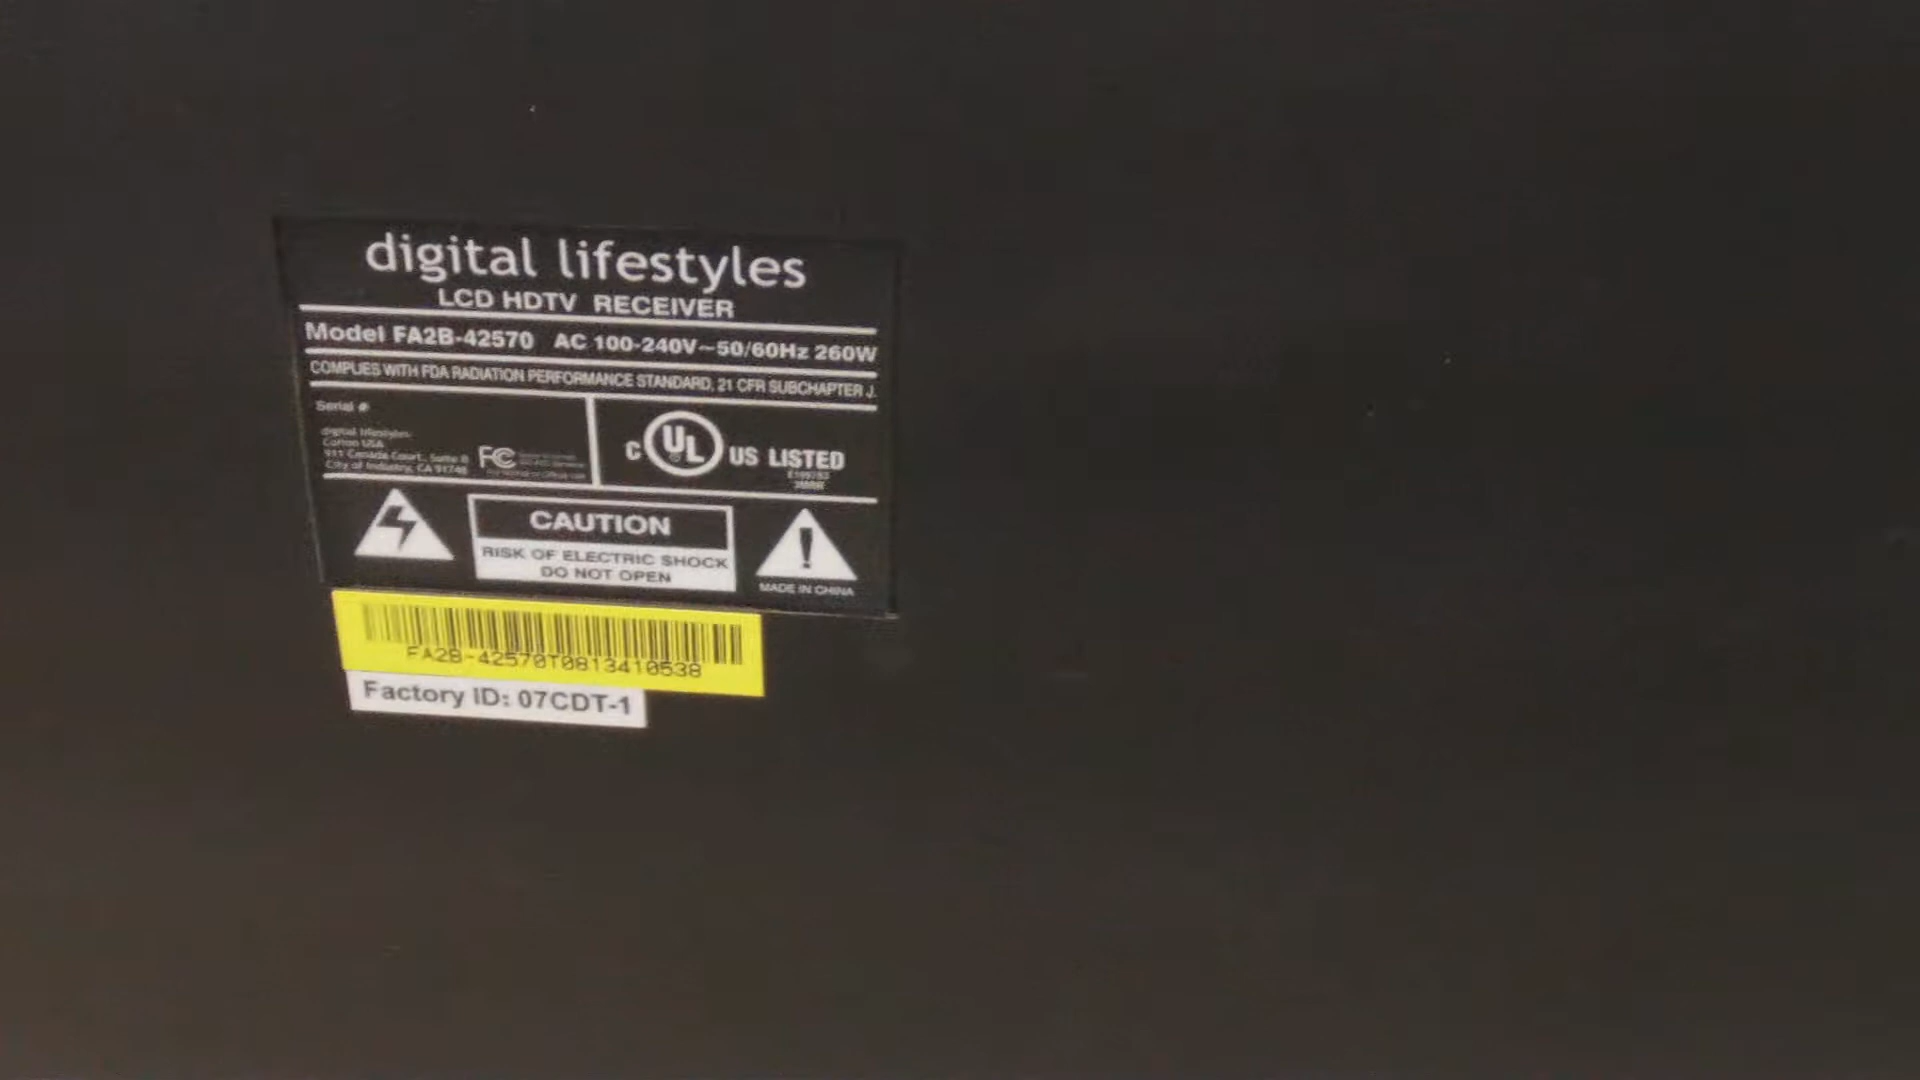 digital lifestyles
LCD HDTV RECEIVER
Model FA2B-42570 AC 100-240V~50/60Hz 260W
COMPLIES WITH FDA RADIATION PERFORMANCE STANDARD, 21 CFR SUBCHAPTER J.
Serial #
digital lifestyles
USA
911 Canada Court, Suite B
City of Industry, CA 91748
FC
C UL US LISTED
CAUTION
RISK OF ELECTRIC SHOCK
DO NOT OPEN
MADE IN CHINA
FA2B-42570T0813410538
Factory ID: 07CDT-1